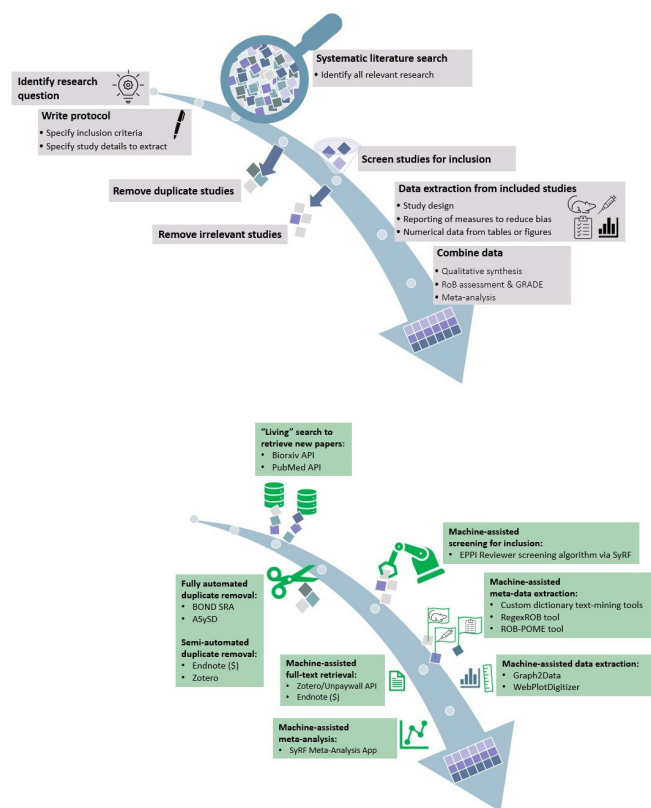 Systematic literature search
• Identify all relevant research
Identify research
question
Write protocol
• Specify inclusion criteria
• Specify study details to extract
Screen studies for inclusion
Remove duplicate studies
Data extraction from included studies
• Study design
• Reporting of measures to reduce bias
• Numerical data from tables or figures
Remove irrelevant studies
Combine data
• Qualitative synthesis
• RoB assessment & GRADE
• Meta-analysis
"Living" search to
retrieve new papers:
• Biorxiv API
• PubMed API
Machine-assisted
screening for inclusion:
• EPPI Reviewer screening algorithm via SyRF
Fully automated
duplicate removal:
• BOND SRA
• ASySD
Semi-automated
duplicate removal:
• Endnote ($)
• Zotero
Machine-assisted
meta-data extraction:
• Custom dictionary text-mining tools
• RegexROB tool
• ROB-POME tool
Machine-assisted
full-text retrieval:
• Zotero/Unpaywall API
• Endnote ($)
Machine-assisted data extraction:
• Graph2Data
• WebPlotDigitizer
Machine-assisted
meta-analysis:
• SyRF Meta-Analysis App